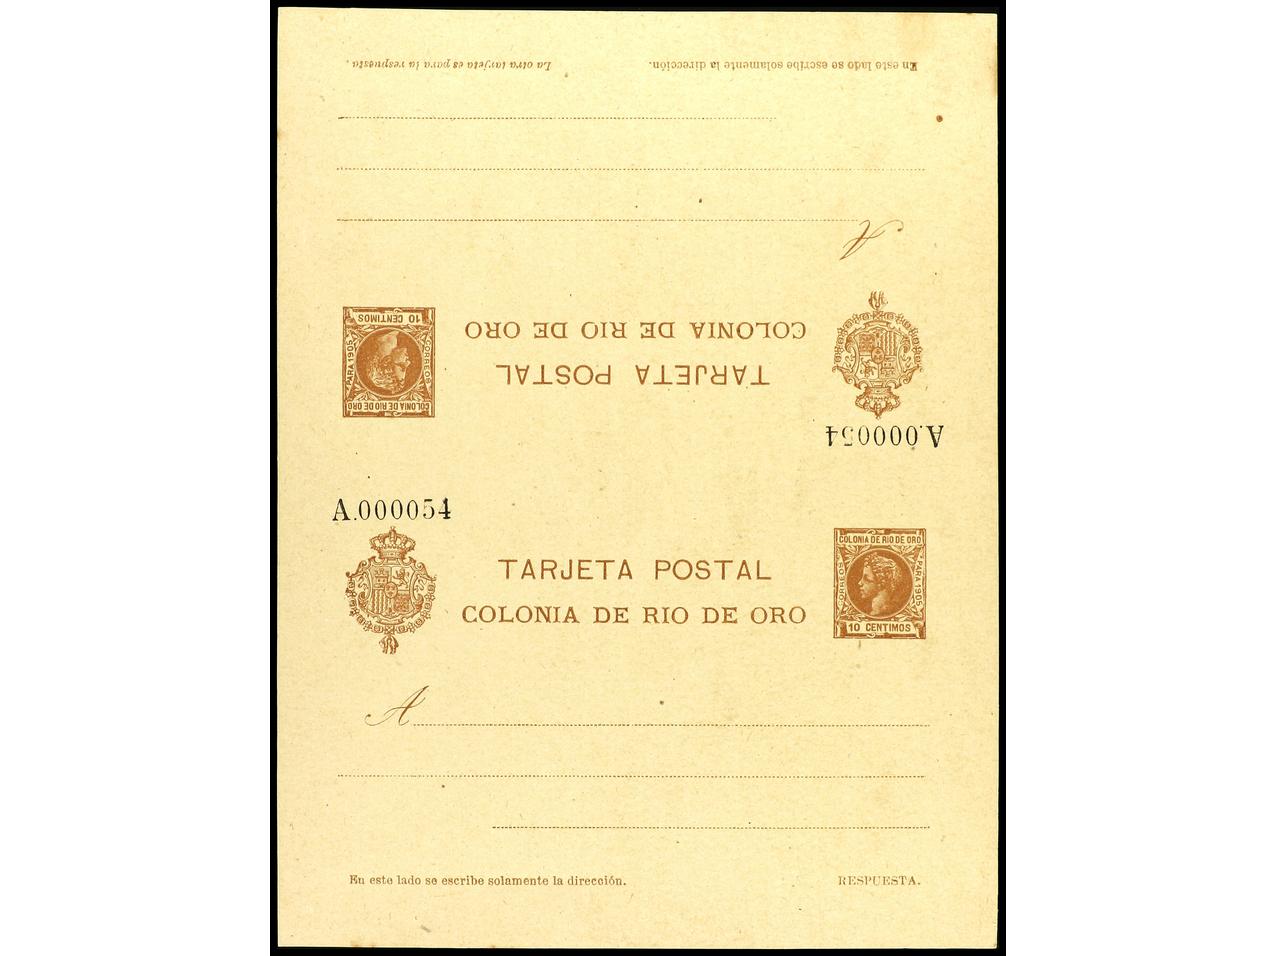 En este lado se escribe solamente la dirección. La otra tarjeta es para la respuesta.
A
COLONIA DE RIO DE ORO
TARJETA POSTAL
10 CENTIMOS
CORREOS
PARA 1905
COLONIA DE RIO DE ORO
A.000054
A.000054
TARJETA POSTAL
COLONIA DE RIO DE ORO
COLONIA DE RIO DE ORO
CORREOS
PARA 1905
10 CENTIMOS
A
En este lado se escribe solamente la dirección. RESPUESTA.